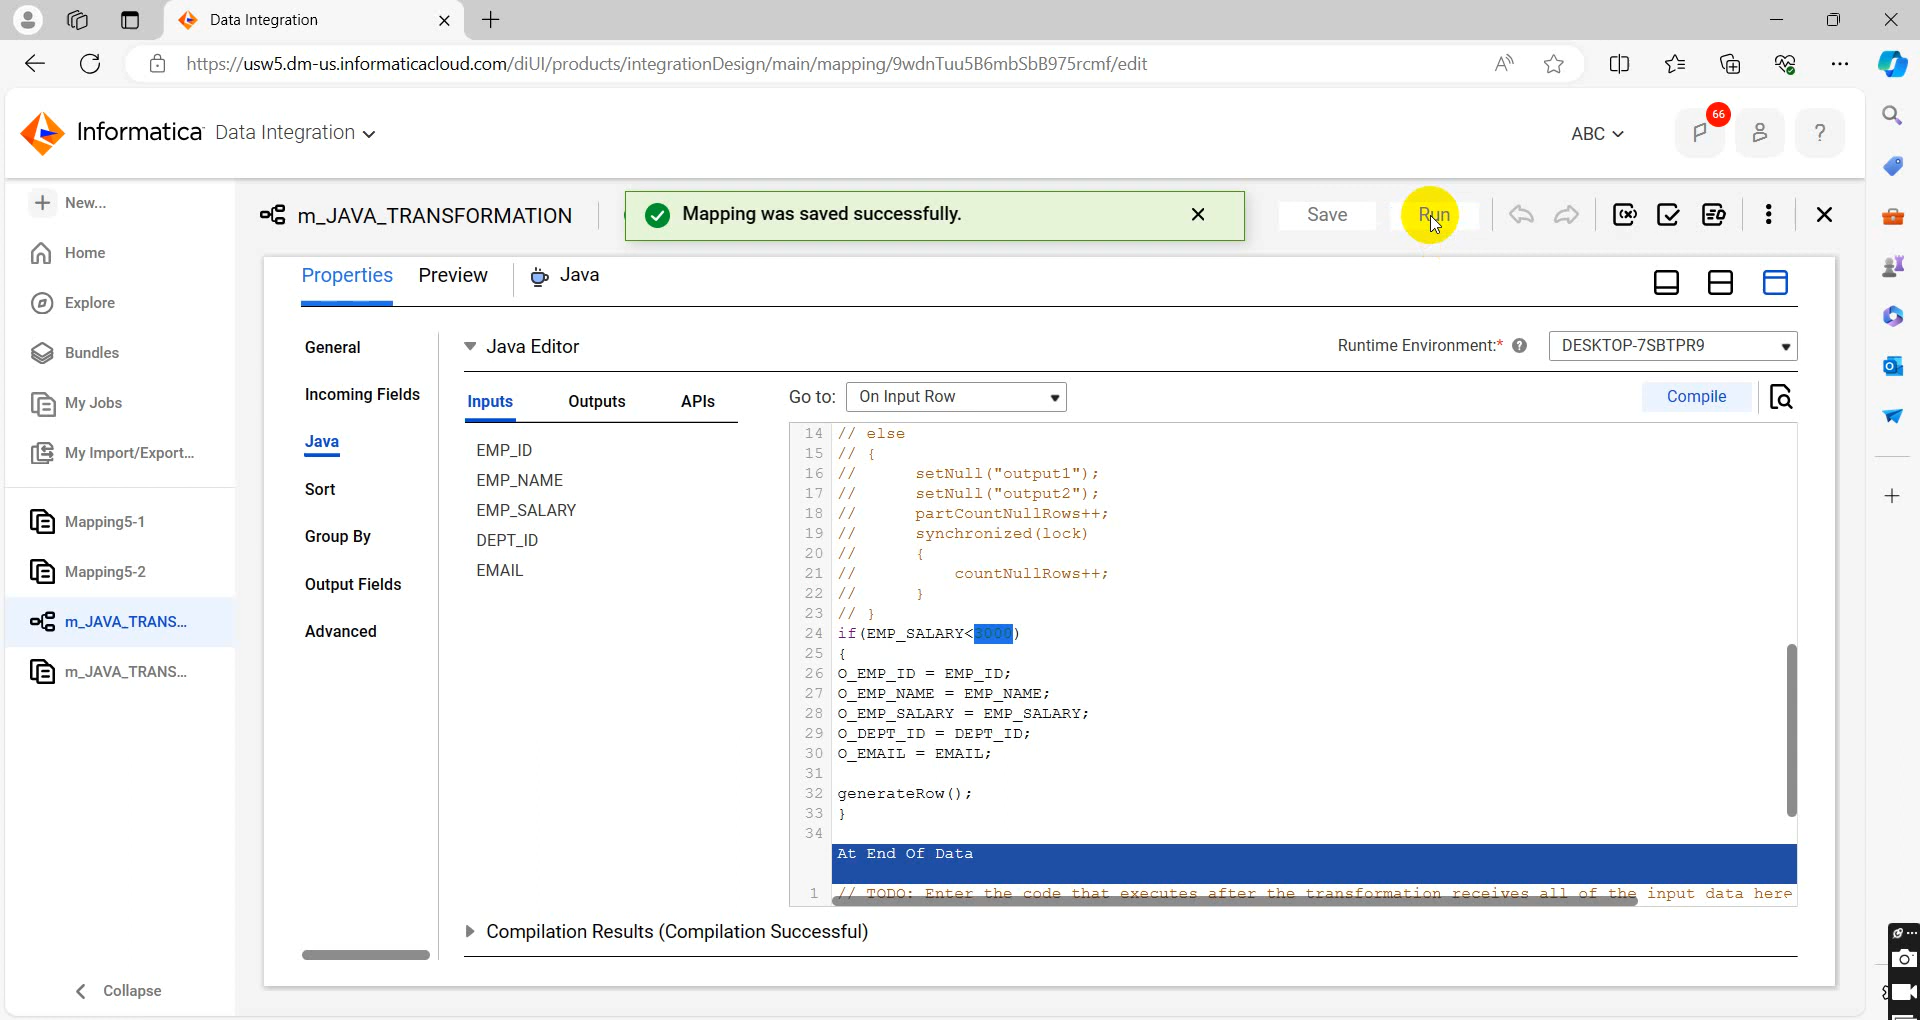 Data Integration
https://usw5.dm-us.informaticacloud.com/diUI/products/integrationDesign/main/mapping/9wdnTuu5B6mbSbB975rcmf/edit
Informatica Data Integration
ABC
66
?
New...
Home
Explore
Bundles
My Jobs
My Import/Export...
Mapping5-1
Mapping5-2
m_JAVA_TRANS...
m_JAVA_TRANS...
Collapse
m_JAVA_TRANSFORMATION
Mapping was saved successfully.
Save
Run
Properties
Preview
Java
General
Incoming Fields
Java
Sort
Group By
Output Fields
Advanced
Java Editor
Runtime Environment:* ?
DESKTOP-7SBTPR9
Inputs
Outputs
APIs
Go to:
On Input Row
Compile
EMP_ID
EMP_NAME
EMP_SALARY
DEPT_ID
EMAIL
14 // else
15 // {
16 // setNull("output1");
17 // setNull("output2");
18 // partCountNullRows++;
19 // synchronized(lock)
20 // {
21 // countNullRows++;
22 // }
23 // }
24 if(EMP_SALARY<3000)
25 {
26 O_EMP_ID = EMP_ID;
27 O_EMP_NAME = EMP_NAME;
28 O_EMP_SALARY = EMP_SALARY;
29 O_DEPT_ID = DEPT_ID;
30 O_EMAIL = EMAIL;
31
32 generateRow();
33 }
34
At End Of Data
1 // TODO: Enter the code that executes after the transformation receives all of the input data here
Compilation Results (Compilation Successful)